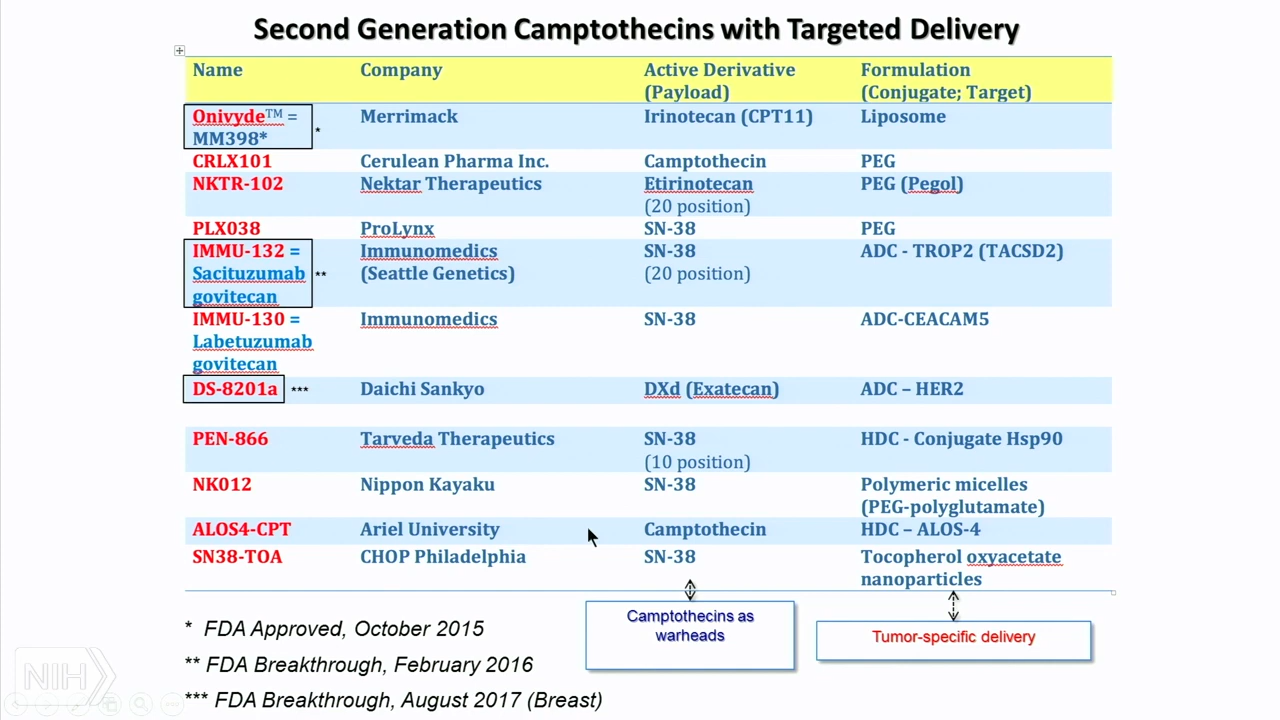 Second Generation Camptothecins with Targeted Delivery
Name Company Active Derivative (Payload) Formulation (Conjugate; Target)
Onivyde™ = MM398* * Merrimack Irinotecan (CPT11) Liposome
CRLX101 Cerulean Pharma Inc. Camptothecin PEG
NKTR-102 Nektar Therapeutics Etirinotecan (20 position) PEG (Pegol)
PLX038 ProLynx SN-38 PEG
IMMU-132 = Sacituzumab govitecan ** Immunomedics (Seattle Genetics) SN-38 (20 position) ADC - TROP2 (TACSD2)
IMMU-130 = Labetuzumab govitecan Immunomedics SN-38 ADC-CEACAM5
DS-8201a *** Daichi Sankyo DXd (Exatecan) ADC – HER2
PEN-866 Tarveda Therapeutics SN-38 (10 position) HDC - Conjugate Hsp90
NK012 Nippon Kayaku SN-38 Polymeric micelles (PEG-polyglutamate)
ALOS4-CPT Ariel University Camptothecin HDC – ALOS-4
SN38-TOA CHOP Philadelphia SN-38 Tocopherol oxyacetate nanoparticles
Camptothecins as
warheads
Tumor-specific delivery
* FDA Approved, October 2015
** FDA Breakthrough, February 2016
*** FDA Breakthrough, August 2017 (Breast)
NIH